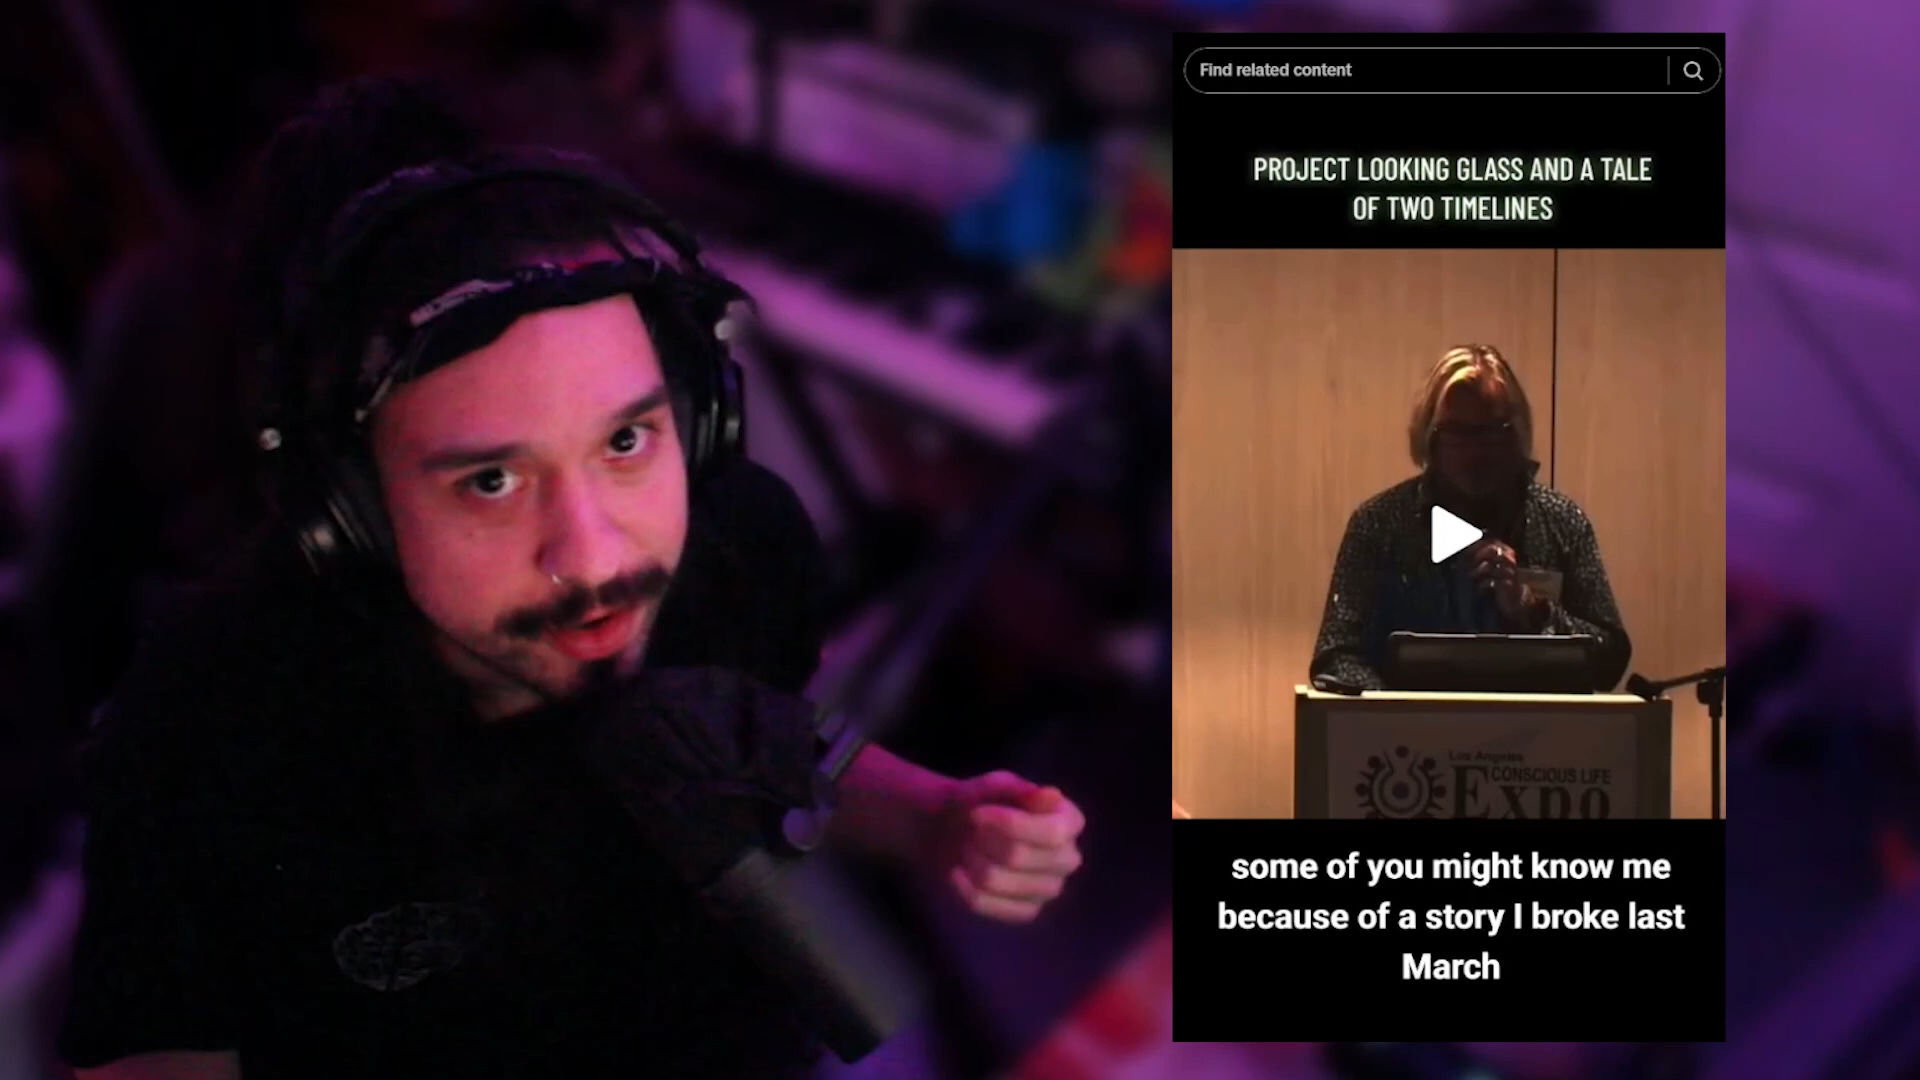 Find related content
PROJECT LOOKING GLASS AND A TALE
OF TWO TIMELINES
Los Angeles
CONSCIOUS LIFE
Expo
some of you might know me
because of a story I broke last
March